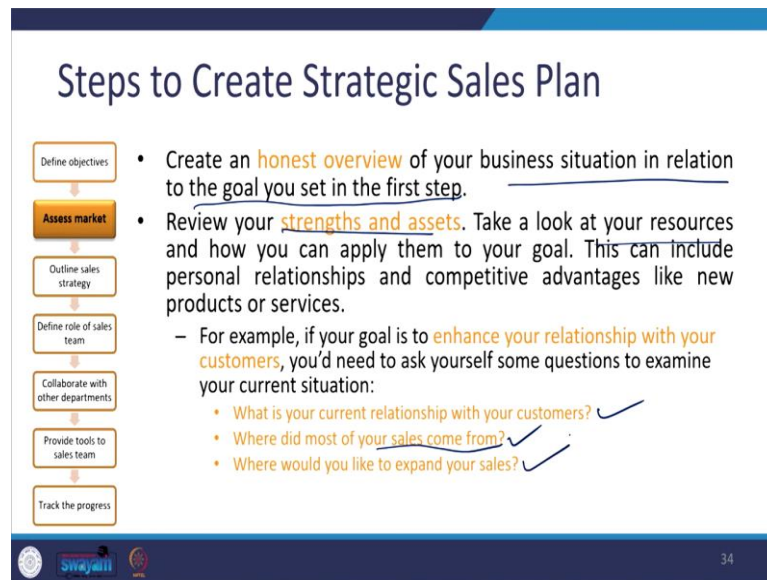 Steps to Create Strategic Sales Plan
Define objectives
Assess market
Outline sales
strategy
Define role of sales
team
Collaborate with
other departments
Provide tools to
sales team
Track the progress
• Create an honest overview of your business situation in relation
to the goal you set in the first step.
• Review your strengths and assets. Take a look at your resources
and how you can apply them to your goal. This can include
personal relationships and competitive advantages like new
products or services.
– For example, if your goal is to enhance your relationship with your
customers, you'd need to ask yourself some questions to examine
your current situation:
• What is your current relationship with your customers?
• Where did most of your sales come from?
• Where would you like to expand your sales?
swayam
34